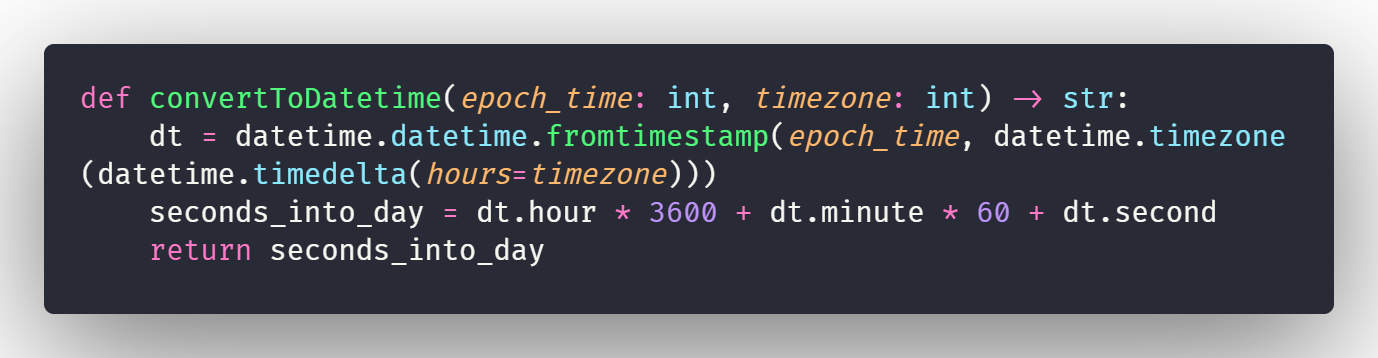 def convertToDatetime(epoch_time: int, timezone: int) -> str:
    dt = datetime.datetime.fromtimestamp(epoch_time, datetime.timezone
(datetime.timedelta(hours=timezone)))
    seconds_into_day = dt.hour * 3600 + dt.minute * 60 + dt.second
    return seconds_into_day